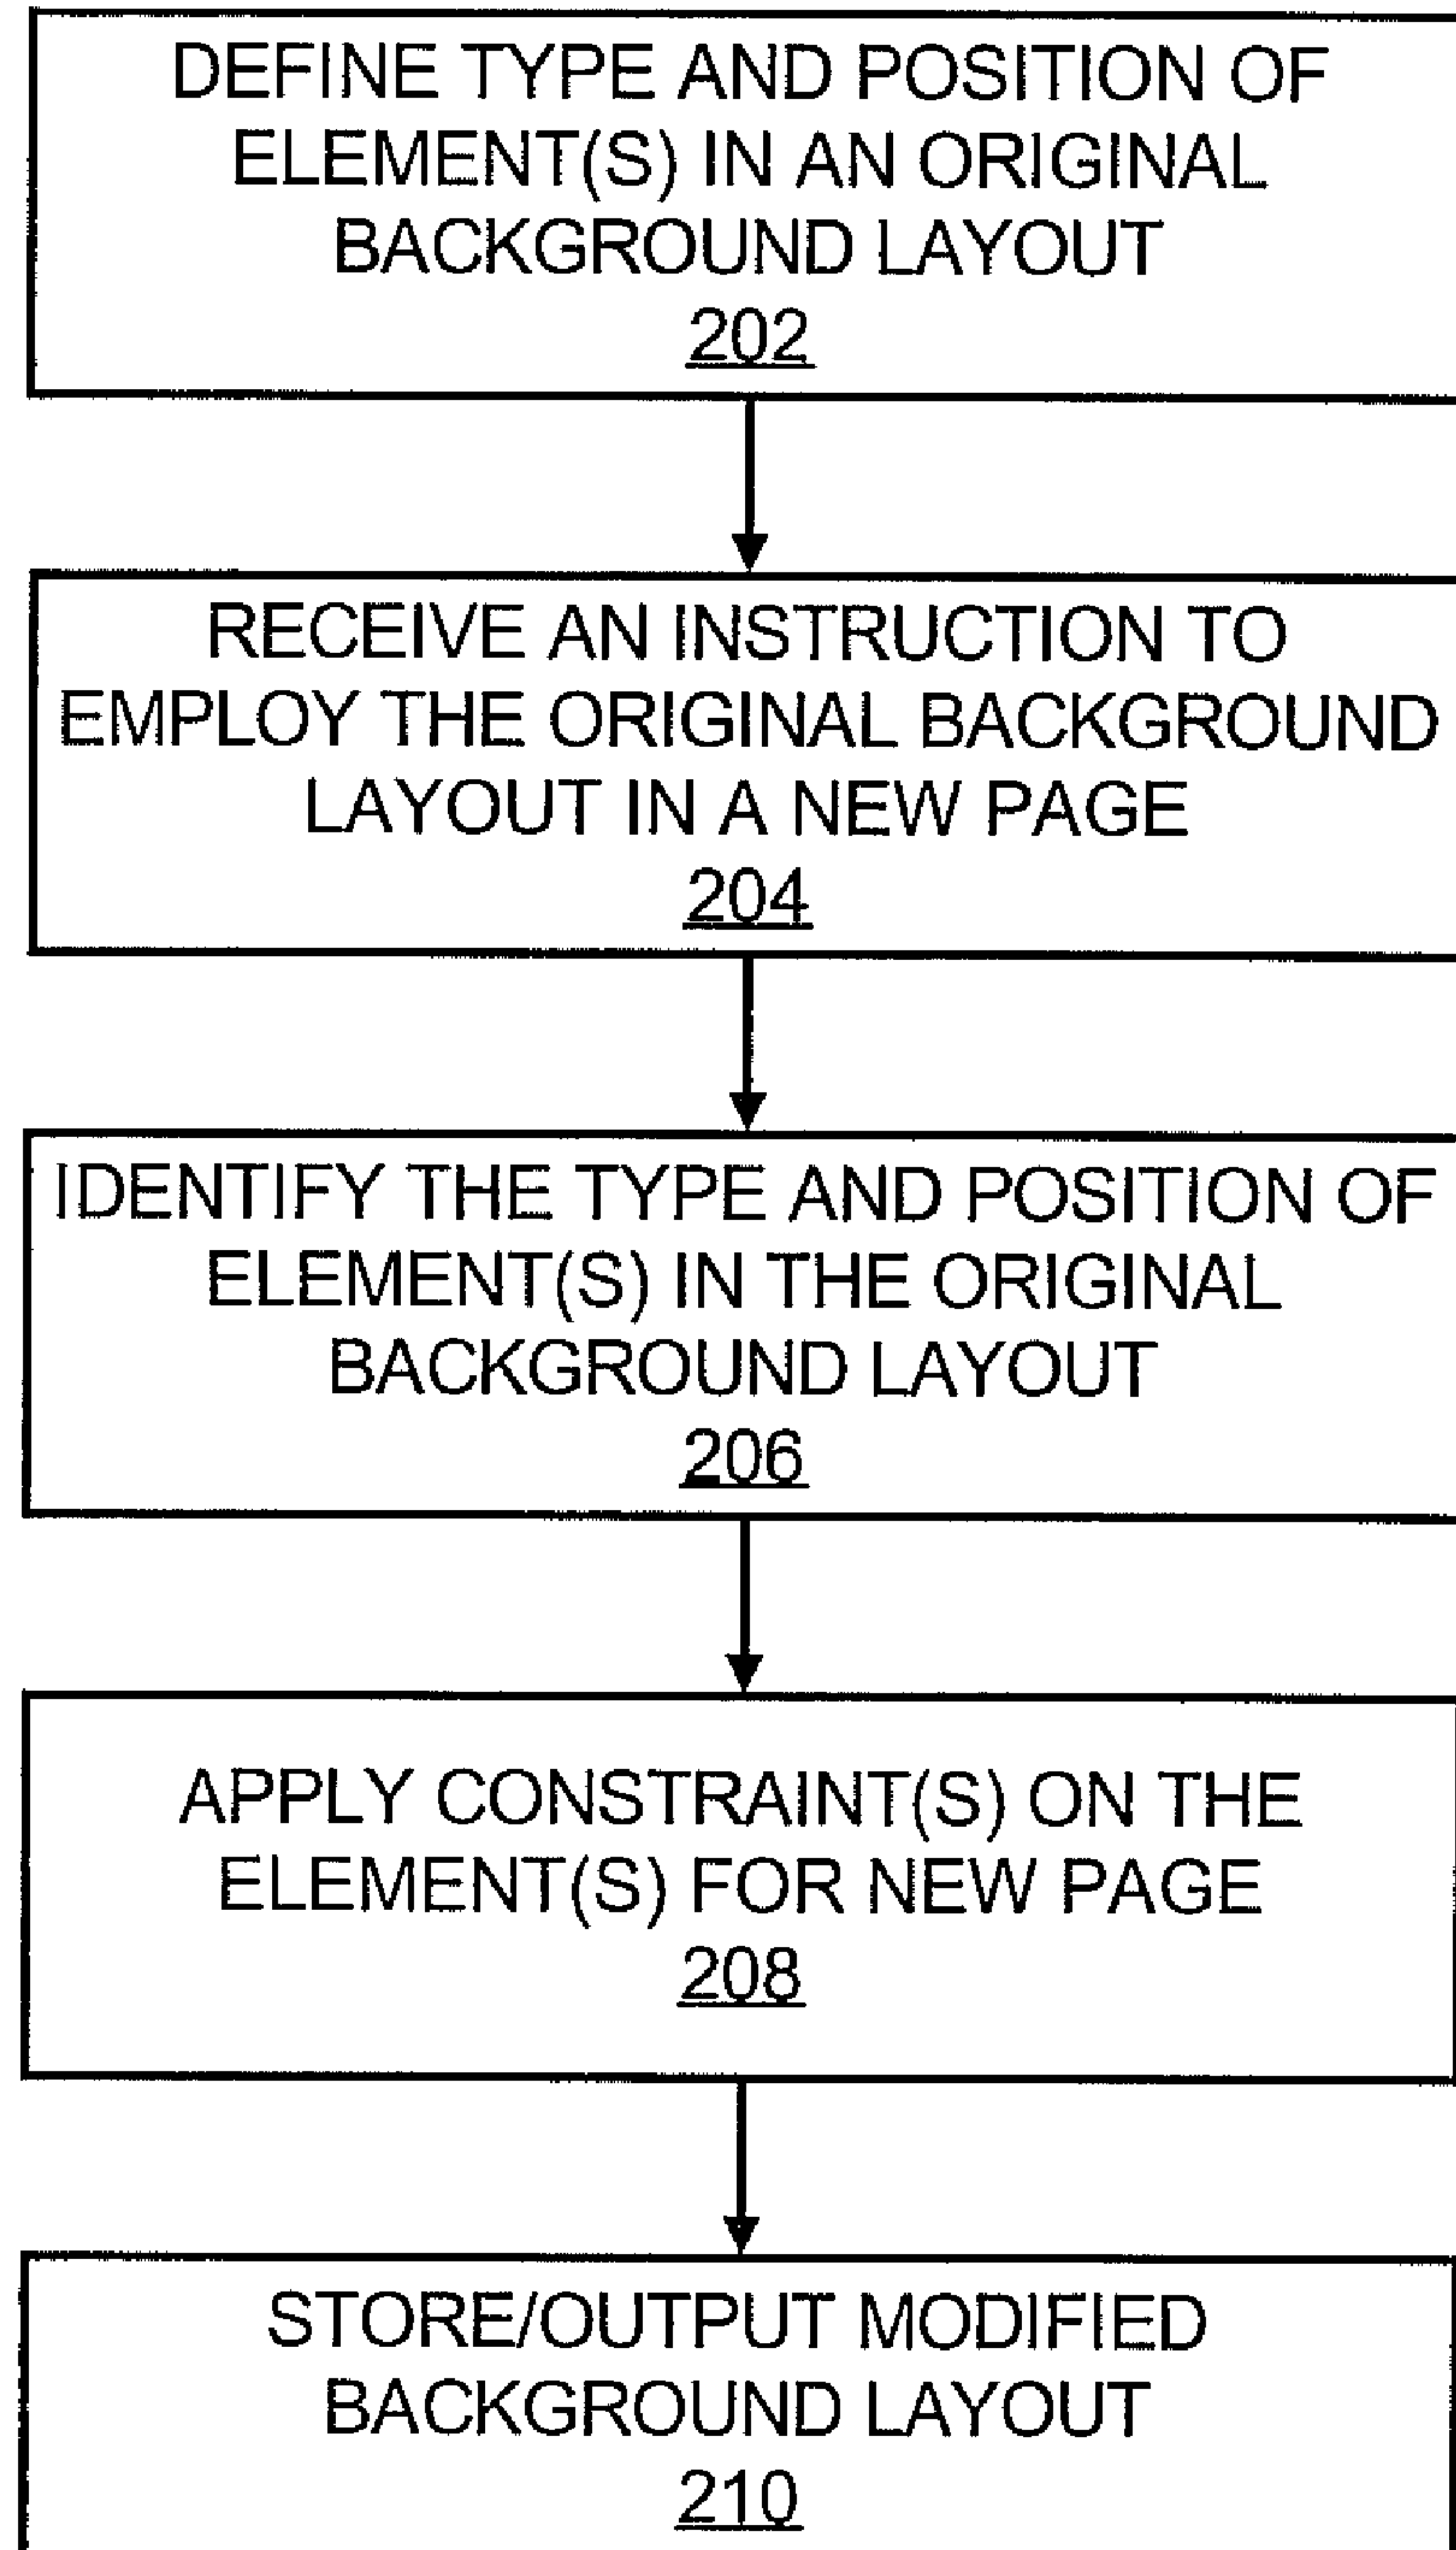 DEFINE TYPE AND POSITION OF
ELEMENT(S) IN AN ORIGINAL
BACKGROUND LAYOUT
202
RECEIVE AN INSTRUCTION TO
EMPLOY THE ORIGINAL BACKGROUND
LAYOUT IN A NEW PAGE
204
IDENTIFY THE TYPE AND POSITION OF
ELEMENT(S) IN THE ORIGINAL
BACKGROUND LAYOUT
206
APPLY CONSTRAINT(S) ON THE
ELEMENT(S) FOR NEW PAGE
208
STORE/OUTPUT MODIFIED
BACKGROUND LAYOUT
210